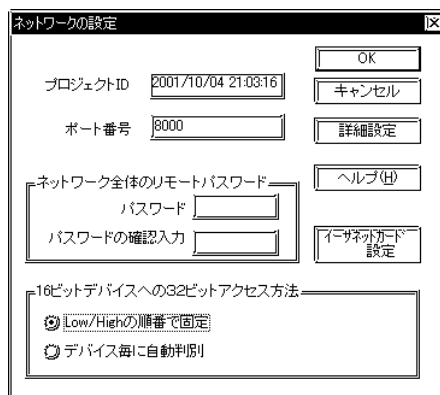 ネットワークの設定
プロジェクトID 2001/10/04 21:03:16
OK
キャンセル
ポート番号 8000
詳細設定
ネットワーク全体のリモートパスワード
ヘルプ(H)
パスワード
パスワードの確認入力
イーサネットカード
設定
16ビットデバイスへの32ビットアクセス方法
Low/Highの順番で固定
デバイス毎に自動判別